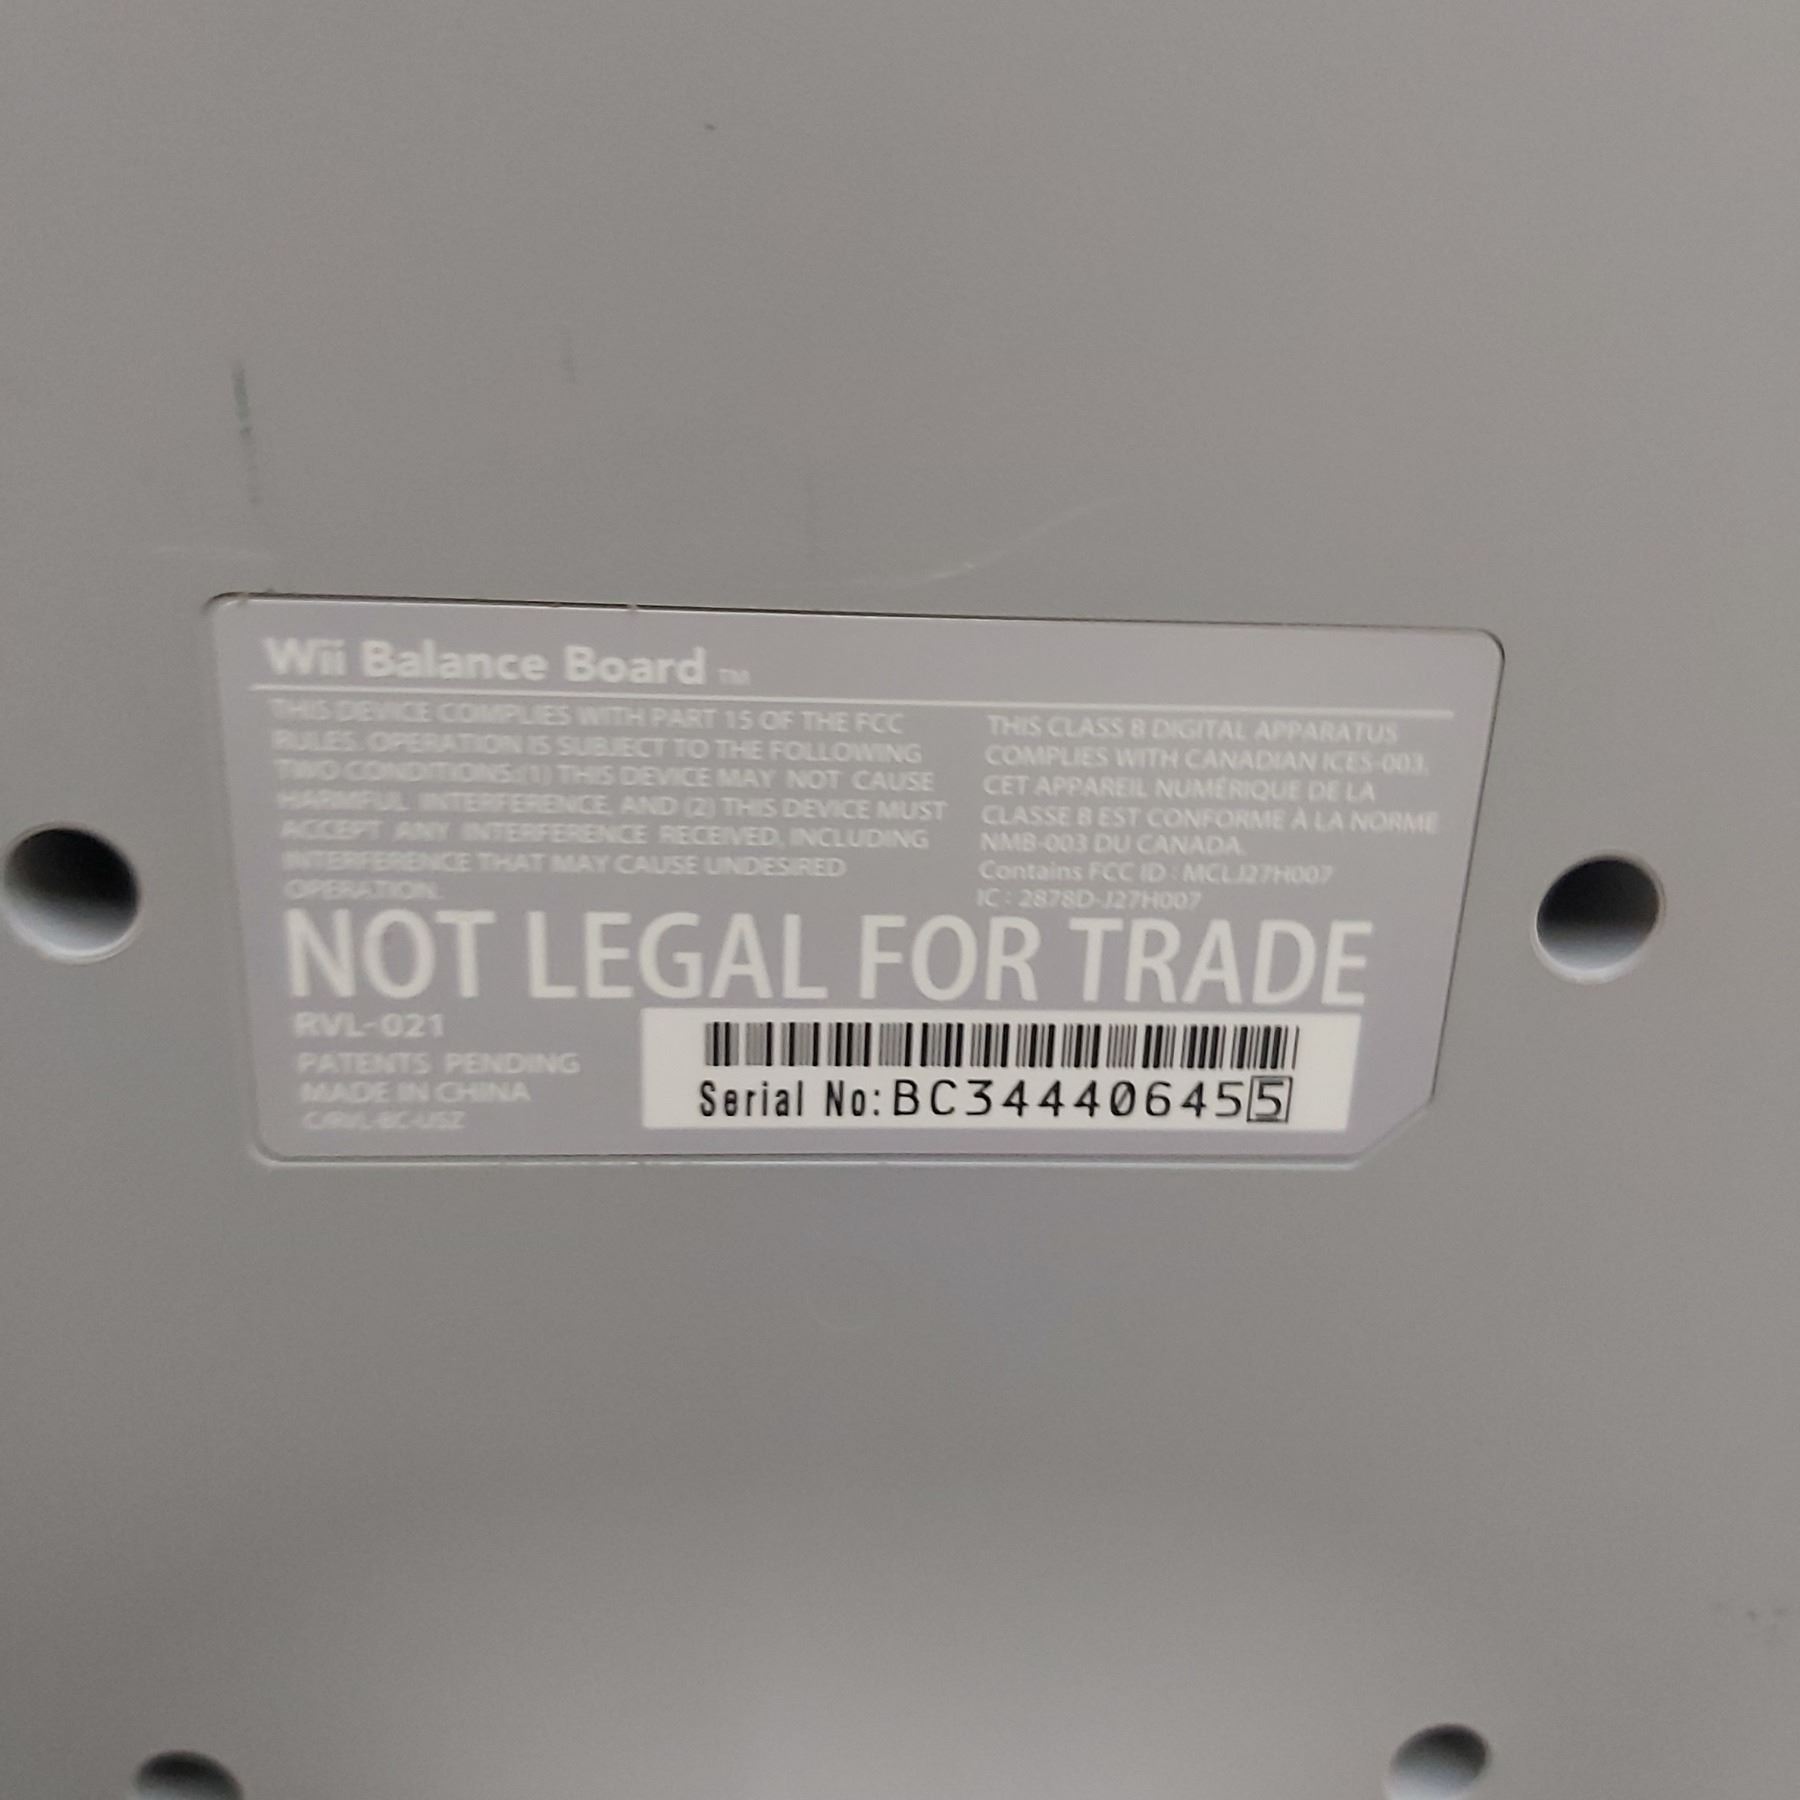 Wii Balance Board TM
THIS DEVICE COMPLIES WITH PART 15 OF THE FCC
RULES. OPERATION IS SUBJECT TO THE FOLLOWING
TWO CONDITIONS:(1) THIS DEVICE MAY NOT CAUSE
HARMFUL INTERFERENCE, AND (2) THIS DEVICE MUST
ACCEPT ANY INTERFERENCE RECEIVED, INCLUDING
INTERFERENCE THAT MAY CAUSE UNDESIRED
OPERATION.
THIS CLASS B DIGITAL APPARATUS
COMPLIES WITH CANADIAN ICES-003.
CET APPAREIL NUMÉRIQUE DE LA
CLASSE B EST CONFORME À LA NORME
NMB-003 DU CANADA.
Contains FCC ID : MCLJ27H007
IC : 2878D-J27H007
NOT LEGAL FOR TRADE
RVL-021
PATENTS PENDING
MADE IN CHINA
C/RVL-BC-USZ
Serial No:BC344406455